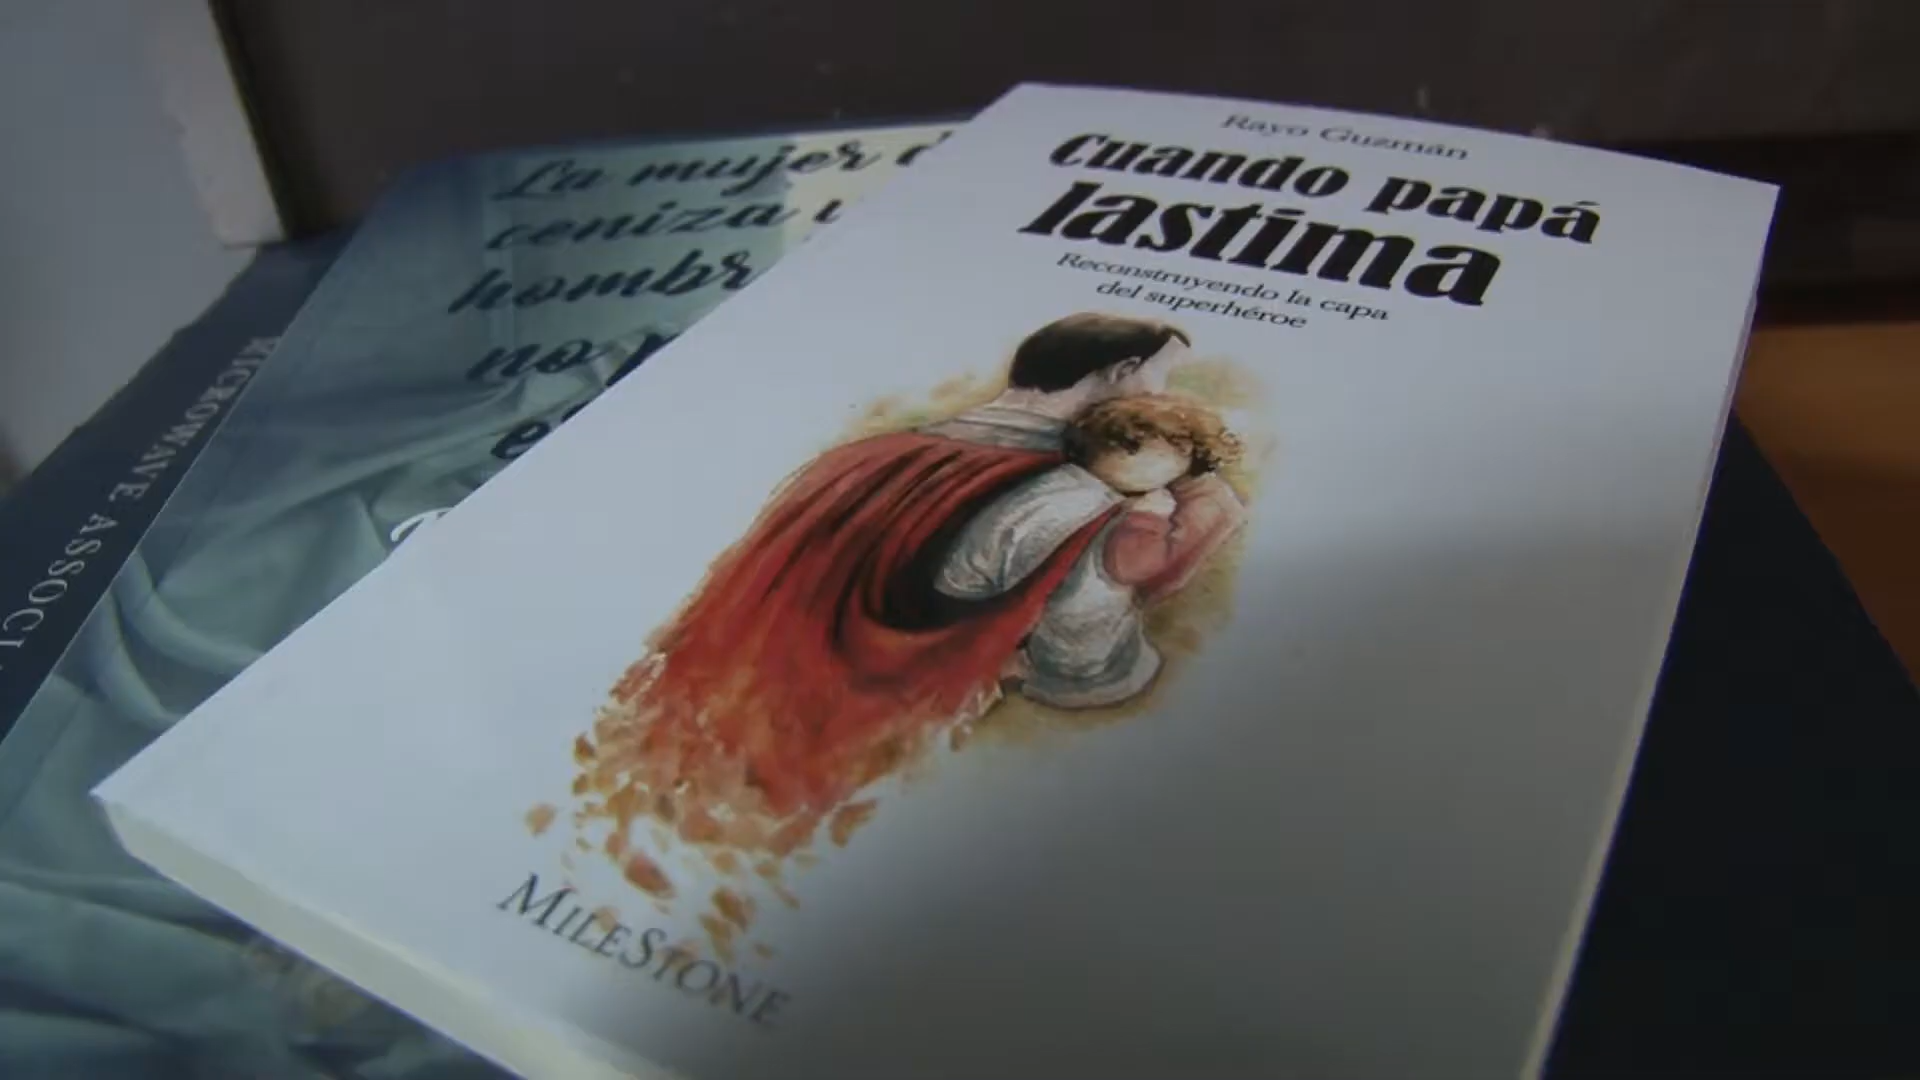 Rayo Guzmán
Cuando papá
lastima
Reconstruyendo la capa
del superhéroe
MILESTONE
La mujer
ceniza
hombr
no
MICROWAVE ASSOCI